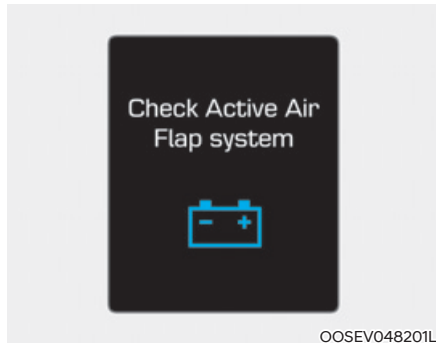 Check Active Air
Flap system
- +
OOSEV048201L